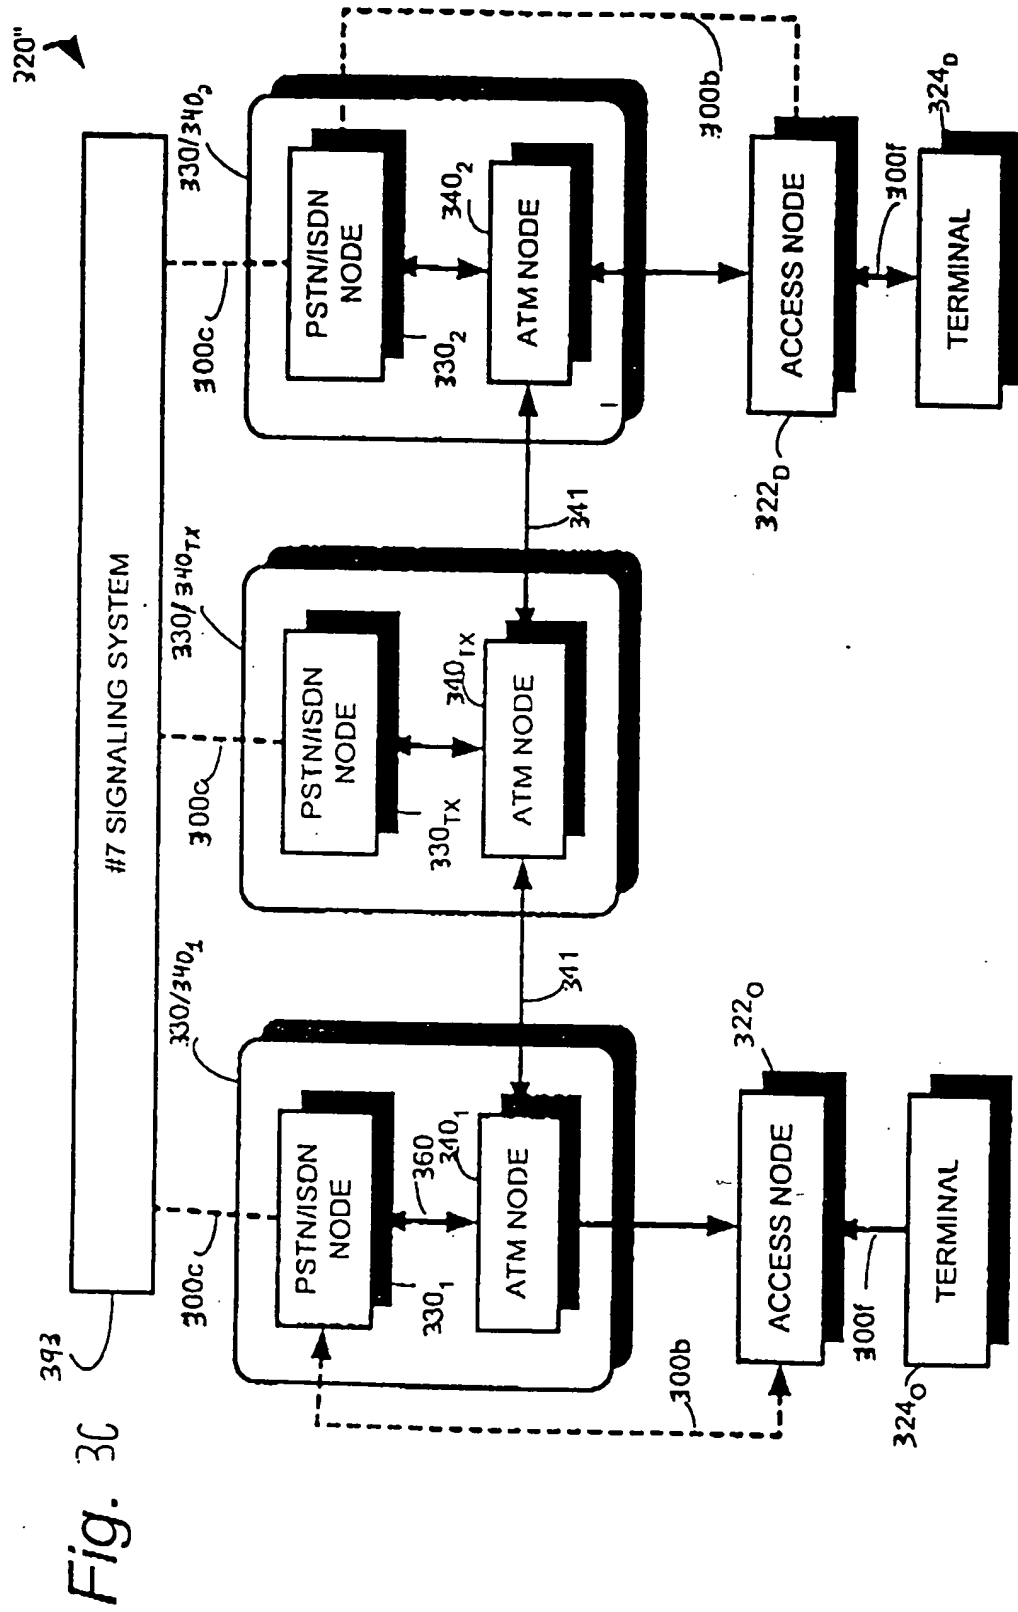 320"
#7 SIGNALING SYSTEM
393
300c
300c
300c
330/340₁
330/340TX
330/340₂
PSTN/ISDN
NODE
PSTN/ISDN
NODE
PSTN/ISDN
NODE
330₁
360
340₁
330TX
340TX
330₂
340₂
ATM NODE
ATM NODE
ATM NODE
341
341
300b
300b
322O
322D
ACCESS NODE
ACCESS NODE
300f
300f
324O
324D
TERMINAL
TERMINAL
Fig. 3C